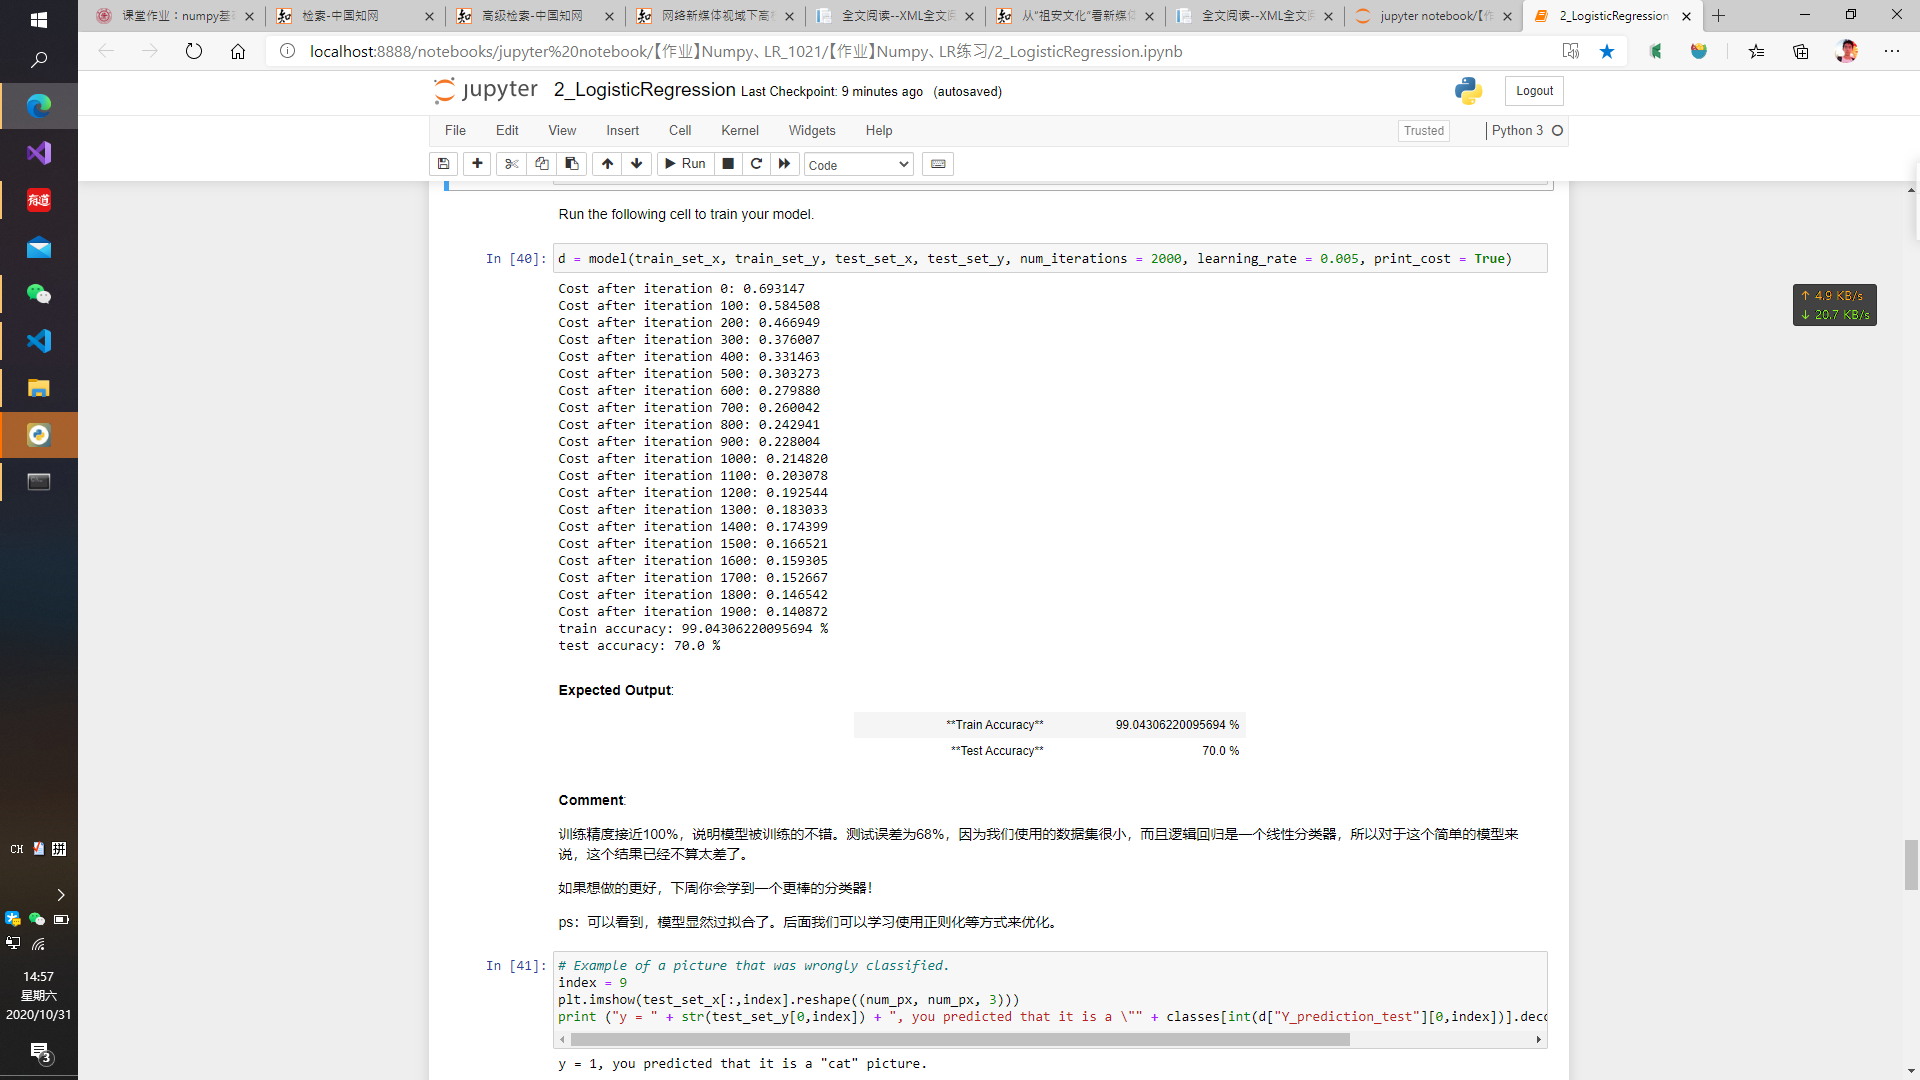 课堂作业：numpy基
检索-中国知网
高级检索-中国知网
网络新媒体视域下高
全文阅读--XML全文阅
从“祖安文化”看新媒体
全文阅读--XML全文阅
jupyter notebook/【作
2_LogisticRegression
localhost:8888/notebooks/jupyter%20notebook/【作业】Numpy、LR_1021/【作业】Numpy、LR练习/2_LogisticRegression.ipynb
jupyter 2_LogisticRegression Last Checkpoint: 9 minutes ago (autosaved)
Logout
File Edit View Insert Cell Kernel Widgets Help
Trusted
Python 3
Run
Code
有道
Run the following cell to train your model.
In [40]: d = model(train_set_x, train_set_y, test_set_x, test_set_y, num_iterations = 2000, learning_rate = 0.005, print_cost = True)
Cost after iteration 0: 0.693147
Cost after iteration 100: 0.584508
Cost after iteration 200: 0.466949
Cost after iteration 300: 0.376007
Cost after iteration 400: 0.331463
Cost after iteration 500: 0.303273
Cost after iteration 600: 0.279880
Cost after iteration 700: 0.260042
Cost after iteration 800: 0.242941
Cost after iteration 900: 0.228004
Cost after iteration 1000: 0.214820
Cost after iteration 1100: 0.203078
Cost after iteration 1200: 0.192544
Cost after iteration 1300: 0.183033
Cost after iteration 1400: 0.174399
Cost after iteration 1500: 0.166521
Cost after iteration 1600: 0.159305
Cost after iteration 1700: 0.152667
Cost after iteration 1800: 0.146542
Cost after iteration 1900: 0.140872
train accuracy: 99.04306220095694 %
test accuracy: 70.0 %
↑ 4.9 KB/s
↓ 20.7 KB/s
Expected Output:
**Train Accuracy** 99.04306220095694 %
**Test Accuracy** 70.0 %
Comment:
训练精度接近100%，说明模型被训练的不错。测试误差为68%，因为我们使用的数据集很小，而且逻辑回归是一个线性分类器，所以对于这个简单的模型来
说，这个结果已经不算太差了。
如果想做的更好，下周你会学到一个更棒的分类器！
ps：可以看到，模型显然过拟合了。后面我们可以学习使用正则化等方式来优化。
In [41]: # Example of a picture that was wrongly classified.
index = 9
plt.imshow(test_set_x[:,index].reshape((num_px, num_px, 3)))
print ("y = " + str(test_set_y[0,index]) + ", you predicted that it is a \"" + classes[int(d["Y_prediction_test"][0,index])].deco
y = 1, you predicted that it is a "cat" picture.
CH 拼
14:57
星期六
2020/10/31
3